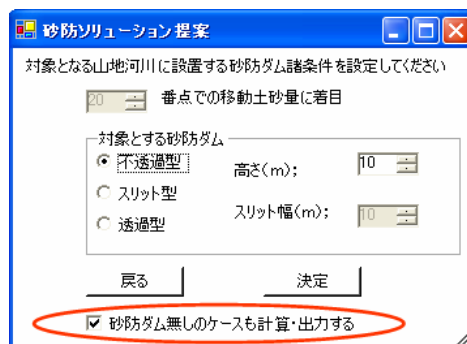 砂防ソリューション提案
対象となる山地河川に設置する砂防ダム諸条件を設定してください
20 番点での移動土砂量に着目
対象とする砂防ダム
不透過型
高さ(m); 10
スリット型
スリット幅(m); 10
透過型
戻る 決定
砂防ダム無しのケースも計算・出力する